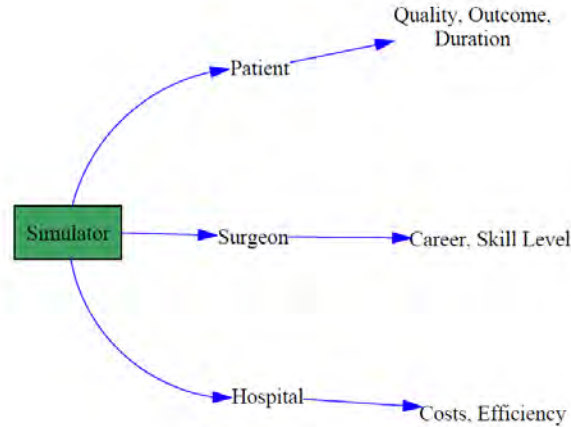 Quality, Outcome,
Duration
Patient
Simulator
Surgeon
Career, Skill Level
Hospital
Costs, Efficiency